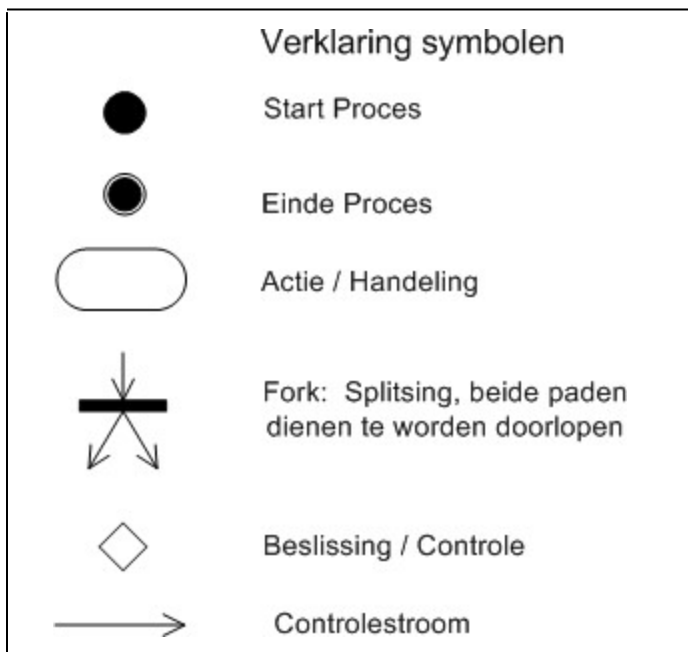 Verklaring symbolen
Start Proces
Einde Proces
Actie / Handeling
Fork: Splitsing, beide paden
dienen te worden doorlopen
Beslissing / Controle
Controlestroom